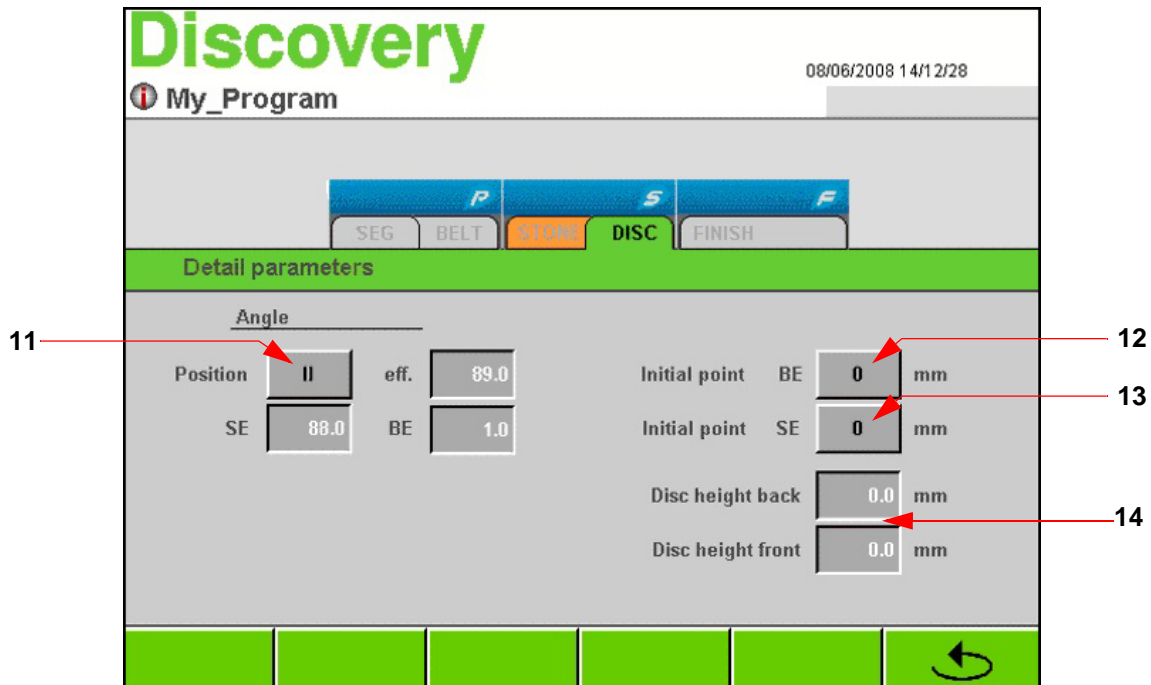 Discovery
08/06/2008 14/12/28
My_Program
P S F
SEG BELT STONE DISC FINISH
Detail parameters
Angle
11
12
Position II eff. 89.0 Initial point BE 0 mm
13
SE 88.0 BE 1.0 Initial point SE 0 mm
Disc height back 0.0 mm
14
Disc height front 0.0 mm